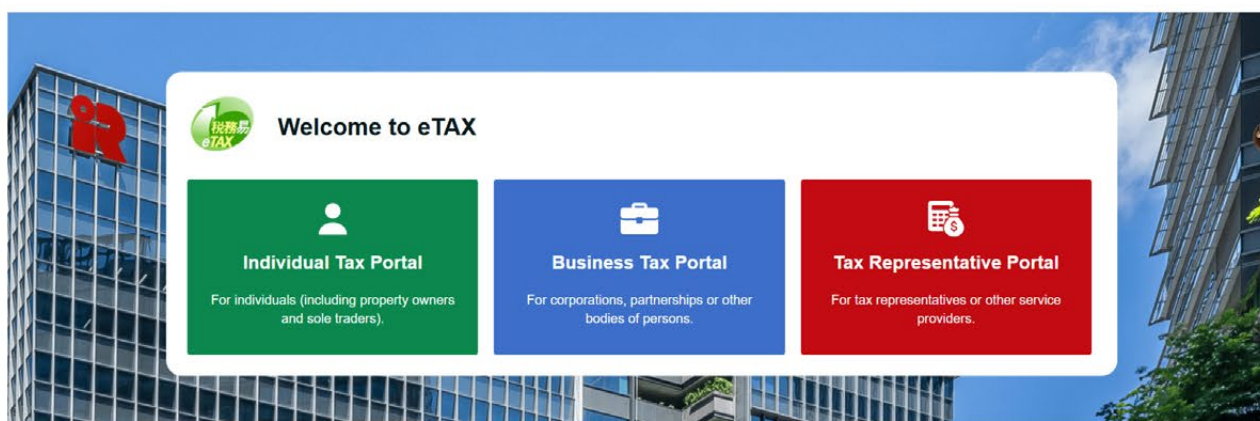 iR
税務易
eTAX
Welcome to eTAX
Individual Tax Portal
For individuals (including property owners
and sole traders).
Business Tax Portal
For corporations, partnerships or other
bodies of persons.
$
Tax Representative Portal
For tax representatives or other service
providers.